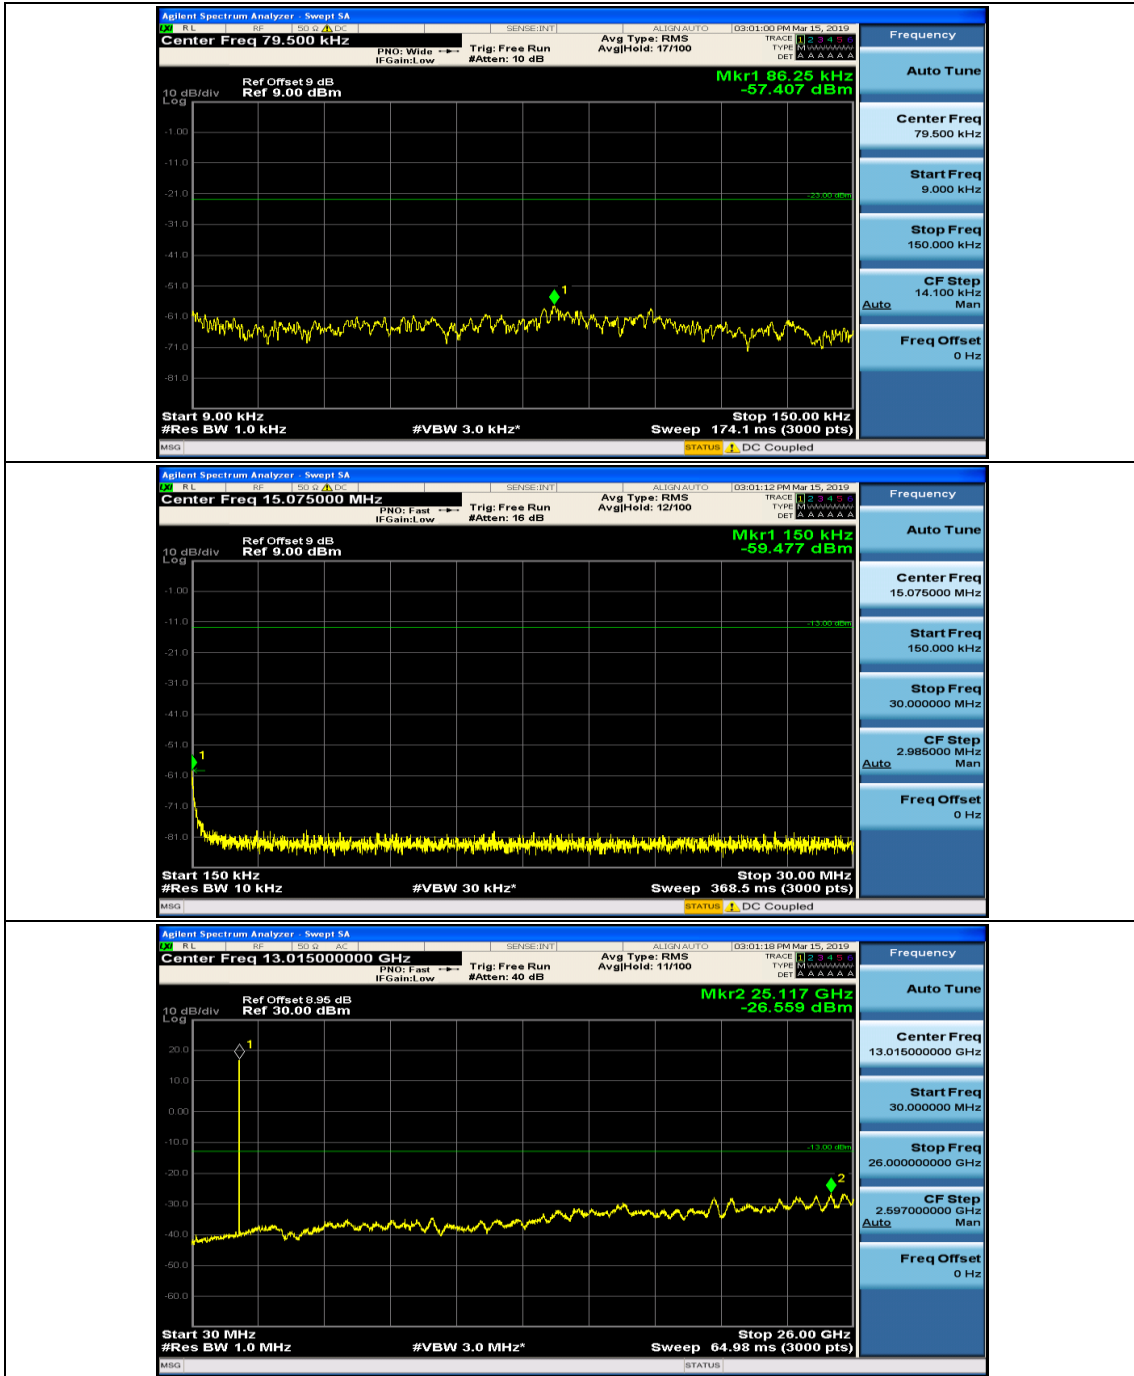 Agilent Spectrum Analyzer - Swept SA
LXI RL RF 50 Ω DC SENSE:INT ALIGN AUTO 03:01:00 PM Mar 15, 2019
Center Freq 79.500 kHz
PNO: Wide
IFGain:Low
Trig: Free Run
#Atten: 10 dB
Avg Type: RMS
Avg|Hold: 17/100
TRACE 1 2 3 4 5 6
TYPE M WWWWW
DET A A A A A A
Ref Offset 9 dB
Ref 9.00 dBm
10 dB/div
Log
Mkr1 86.25 kHz
-57.407 dBm
-1.00
-11.0
-21.0
-23.00 dBm
-31.0
-41.0
-51.0
1
-61.0
-71.0
-81.0
Start 9.00 kHz
Stop 150.00 kHz
#Res BW 1.0 kHz
#VBW 3.0 kHz*
Sweep 174.1 ms (3000 pts)
MSG
STATUS
DC Coupled
Frequency
Auto Tune
Center Freq
79.500 kHz
Start Freq
9.000 kHz
Stop Freq
150.000 kHz
CF Step
14.100 kHz
Auto Man
Freq Offset
0 Hz
Agilent Spectrum Analyzer - Swept SA
LXI RL RF 50 Ω DC SENSE:INT ALIGN AUTO 03:01:12 PM Mar 15, 2019
Center Freq 15.075000 MHz
PNO: Fast
IFGain:Low
Trig: Free Run
#Atten: 16 dB
Avg Type: RMS
Avg|Hold: 12/100
TRACE 1 2 3 4 5 6
TYPE M WWWWW
DET A A A A A A
Ref Offset 9 dB
Ref 9.00 dBm
10 dB/div
Log
Mkr1 150 kHz
-59.477 dBm
-1.00
-11.0
-13.00 dBm
-21.0
-31.0
-41.0
-51.0
1
-61.0
-71.0
-81.0
Start 150 kHz
Stop 30.00 MHz
#Res BW 10 kHz
#VBW 30 kHz*
Sweep 368.5 ms (3000 pts)
MSG
STATUS
DC Coupled
Frequency
Auto Tune
Center Freq
15.075000 MHz
Start Freq
150.000 kHz
Stop Freq
30.000000 MHz
CF Step
2.985000 MHz
Auto Man
Freq Offset
0 Hz
Agilent Spectrum Analyzer - Swept SA
LXI RL RF 50 Ω AC SENSE:INT ALIGN AUTO 03:01:18 PM Mar 15, 2019
Center Freq 13.015000000 GHz
PNO: Fast
IFGain:Low
Trig: Free Run
#Atten: 40 dB
Avg Type: RMS
Avg|Hold: 11/100
TRACE 1 2 3 4 5 6
TYPE M WWWWW
DET A A A A A A
Ref Offset 8.95 dB
Ref 30.00 dBm
10 dB/div
Log
Mkr2 25.117 GHz
-26.559 dBm
20.0
1
10.0
0.00
-10.0
-13.00 dBm
-20.0
2
-30.0
-40.0
-50.0
-60.0
Start 30 MHz
Stop 26.00 GHz
#Res BW 1.0 MHz
#VBW 3.0 MHz*
Sweep 64.98 ms (3000 pts)
MSG
STATUS
Frequency
Auto Tune
Center Freq
13.015000000 GHz
Start Freq
30.000000 MHz
Stop Freq
26.000000000 GHz
CF Step
2.597000000 GHz
Auto Man
Freq Offset
0 Hz